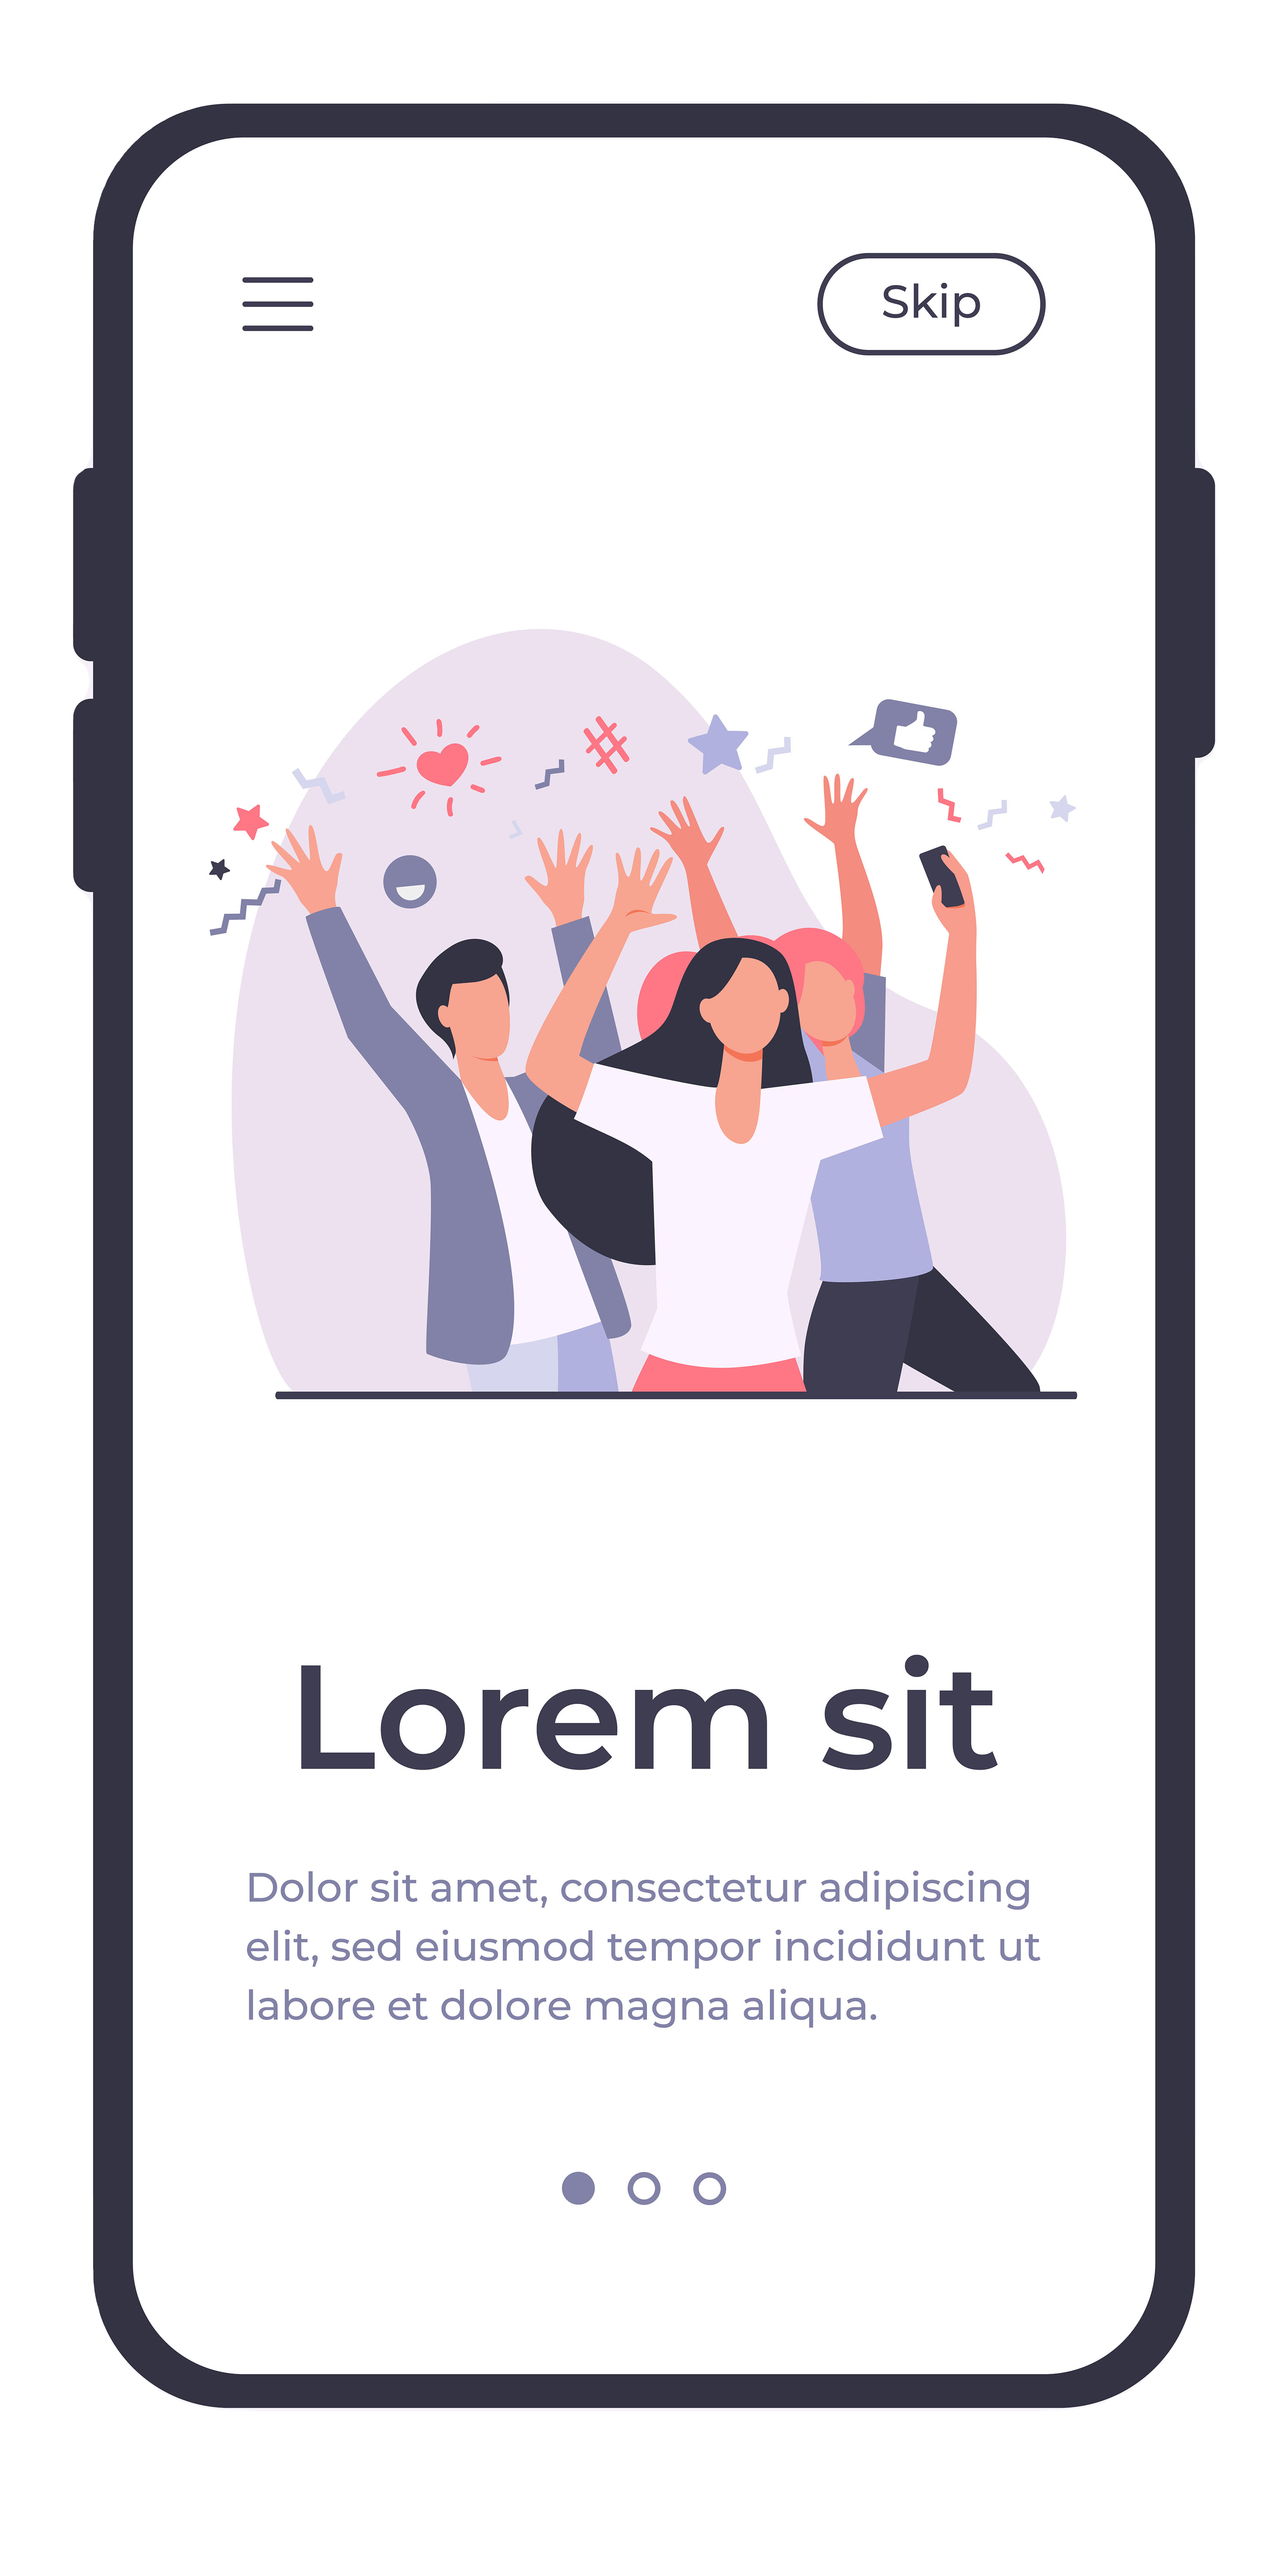 Skip
Lorem sit
Dolor sit amet, consectetur adipiscing
elit, sed eiusmod tempor incididunt ut
labore et dolore magna aliqua.